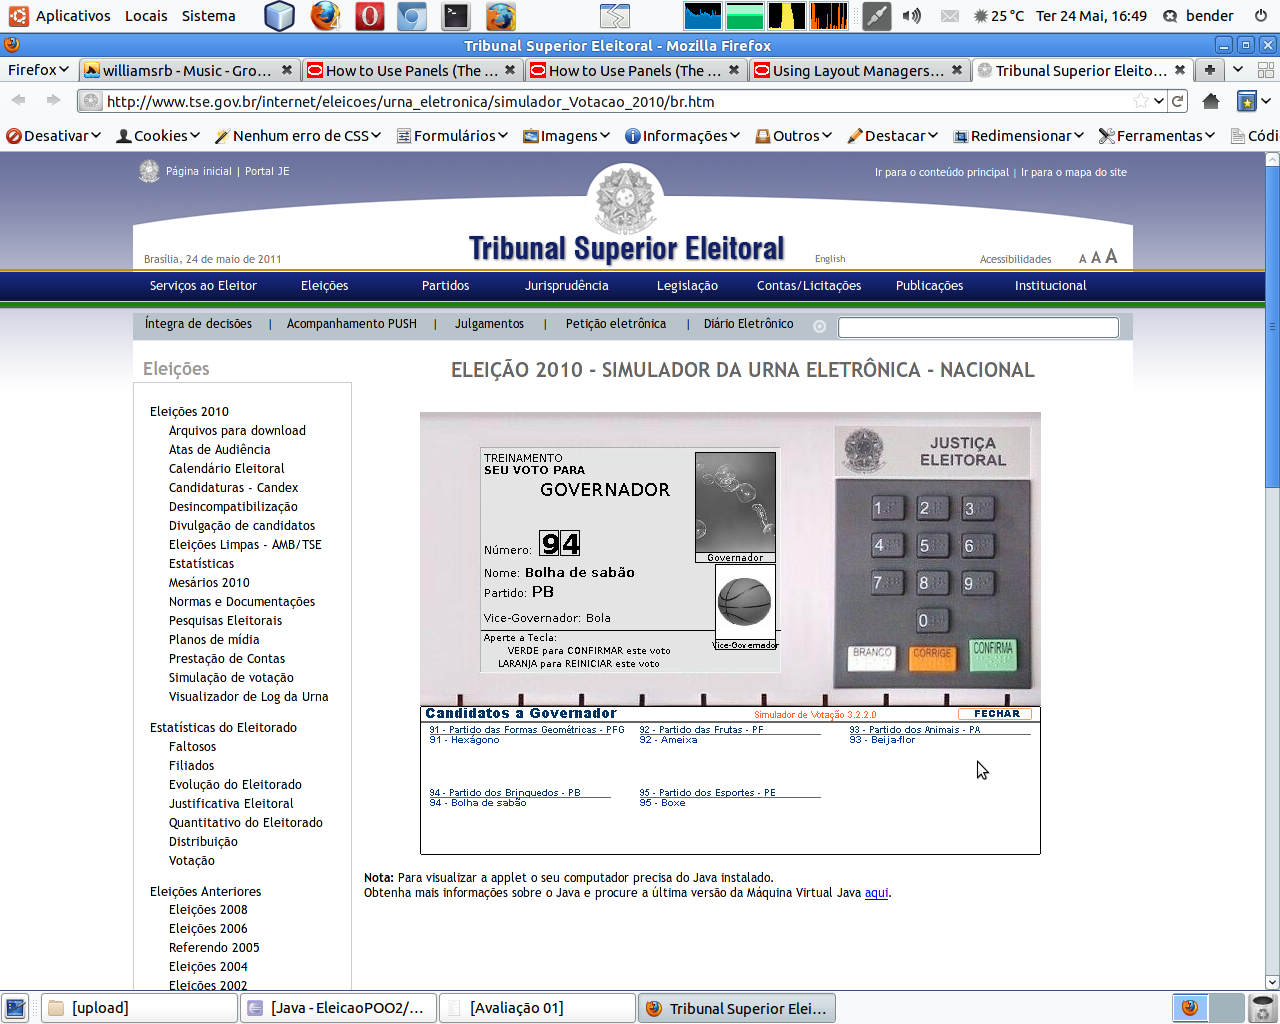 Aplicativos Locais Sistema 25 °C Ter 24 Mai, 16:49 bender
Tribunal Superior Eleitoral - Mozilla Firefox
Firefox williamsrb - Music - Gro... How to Use Panels (The ... How to Use Panels (The ... Using Layout Managers... Tribunal Superior Eleito...
http://www.tse.gov.br/internet/eleicoes/urna_eletronica/simulador_Votacao_2010/br.htm
Desativar Cookies Nenhum erro de CSS Formulários Imagens Informações Outros Destacar Redimensionar Ferramentas Códi
Página inicial | Portal JE
Ir para o conteúdo principal | Ir para o mapa do site
Tribunal Superior Eleitoral
Brasília, 24 de maio de 2011
English
Acessibilidades A A A
Serviços ao Eleitor Eleições Partidos Jurisprudência Legislação Contas/Licitações Publicações Institucional
Íntegra de decisões | Acompanhamento PUSH | Julgamentos | Petição eletrônica | Diário Eletrônico
Eleições
Eleições 2010
Arquivos para download
Atas de Audiência
Calendário Eleitoral
Candidaturas - Candex
Desincompatibilização
Divulgação de candidatos
Eleições Limpas - AMB/TSE
Estatísticas
Mesários 2010
Normas e Documentações
Pesquisas Eleitorais
Planos de mídia
Prestação de Contas
Simulação de votação
Visualizador de Log da Urna
Estatísticas do Eleitorado
Faltosos
Filiados
Evolução do Eleitorado
Justificativa Eleitoral
Quantitativo do Eleitorado
Distribuição
Votação
Eleições Anteriores
Eleições 2008
Eleições 2006
Referendo 2005
Eleições 2004
Eleições 2002
ELEIÇÃO 2010 - SIMULADOR DA URNA ELETRÔNICA - NACIONAL
TREINAMENTO
SEU VOTO PARA
GOVERNADOR
Número: 94
Nome: Bolha de sabão
Partido: PB
Vice-Governador: Bola
Aperte a Tecla:
VERDE para CONFIRMAR este voto
LARANJA para REINICIAR este voto
Governador
Vice-Governador
JUSTIÇA
ELEITORAL
1 2 3
4 5 6
7 8 9
0
BRANCO CORRIGE CONFIRMA
Candidatos a Governador Simulador de Votação 3.2.2.0 FECHAR
91 - Partido das Formas Geométricas - PFG 92 - Partido das Frutas - PF 93 - Partido dos Animais - PA
91 - Hexágono 92 - Ameixa 93 - Beija-flor
94 - Partido dos Brinquedos - PB 95 - Partido dos Esportes - PE
94 - Bolha de sabão 95 - Boxe
Nota: Para visualizar a applet o seu computador precisa do Java instalado.
Obtenha mais informações sobre o Java e procure a última versão da Máquina Virtual Java aqui.
[upload] [Java - EleicaoPOO2/... [Avaliação 01] Tribunal Superior Elei...